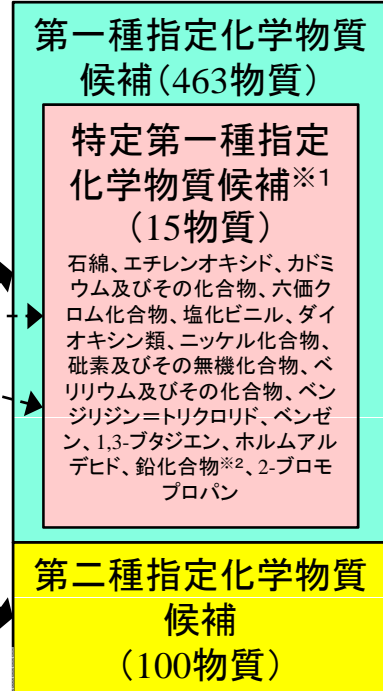 第一種指定化学物質
候補(463物質)
特定第一種指定
化学物質候補※1
(15物質)
石綿、エチレンオキシド、カドミ
ウム及びその化合物、六価ク
ロム化合物、塩化ビニル、ダイ
オキシン類、ニッケル化合物、
砒素及びその無機化合物、ベ
リリウム及びその化合物、ベン
ジリジン=トリクロリド、ベンゼ
ン、1,3-ブタジエン、ホルムアル
デヒド、鉛化合物※2、2-ブロモ
プロパン
第二種指定化学物質
候補
(100物質)